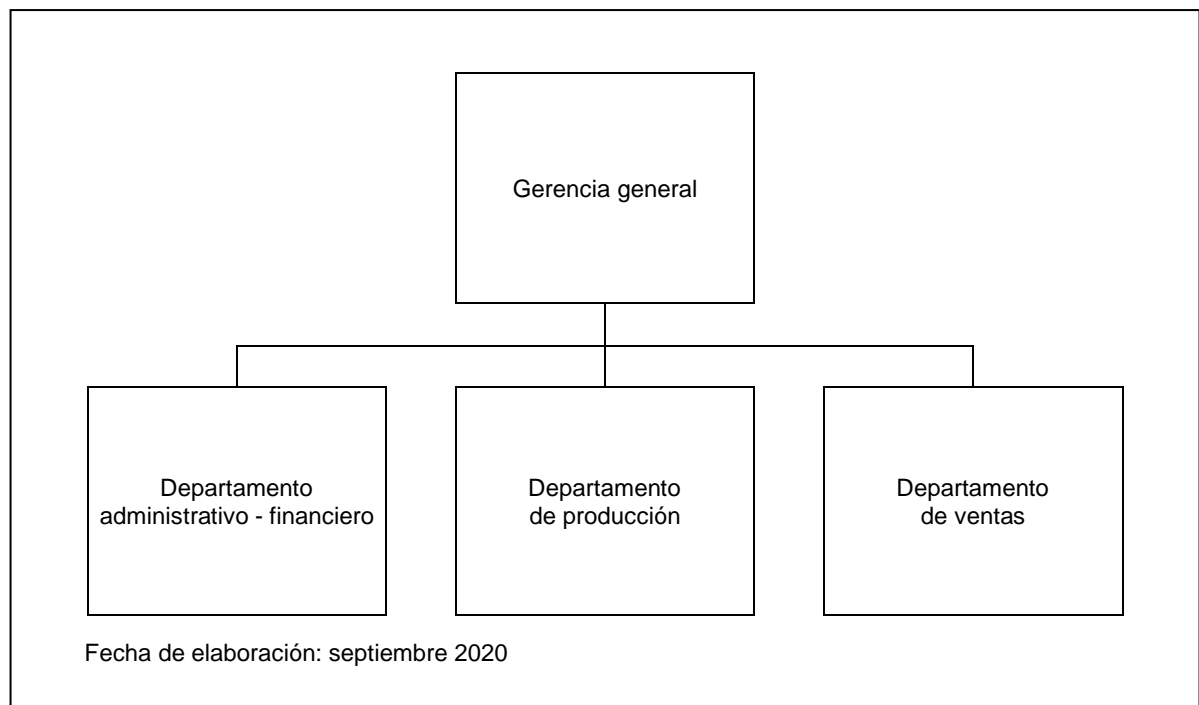 Gerencia general
Departamento
administrativo - financiero
Departamento
de producción
Departamento
de ventas
Fecha de elaboración: septiembre 2020